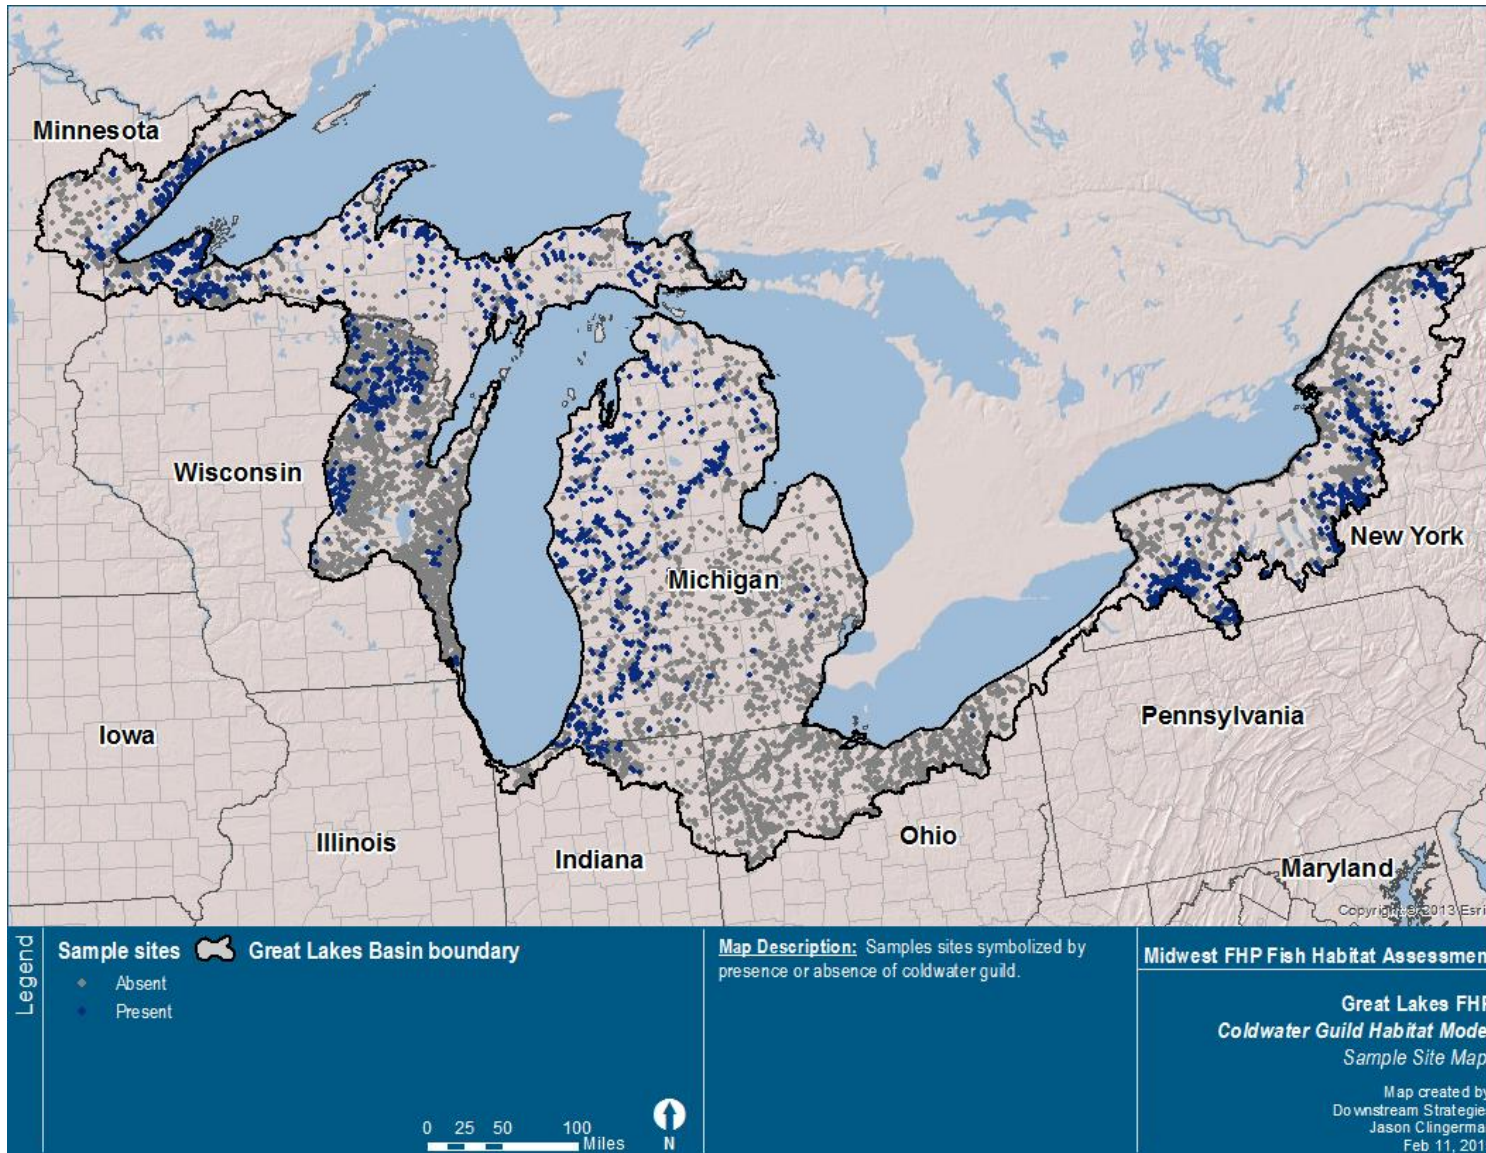 Minnesota
Wisconsin
Michigan
New York
Iowa
Pennsylvania
Illinois
Indiana
Ohio
Maryland
Copyright:© 2013 Esri
Legend
Sample sites
Great Lakes Basin boundary
Absent
Present
0 25 50 100
Miles
N
Map Description: Samples sites symbolized by
presence or absence of coldwater guild.
Midwest FHP Fish Habitat Assessmen
Great Lakes FHP
Coldwater Guild Habitat Mode
Sample Site Map
Map created by
Downstream Strategie
Jason Clingerma
Feb 11, 201